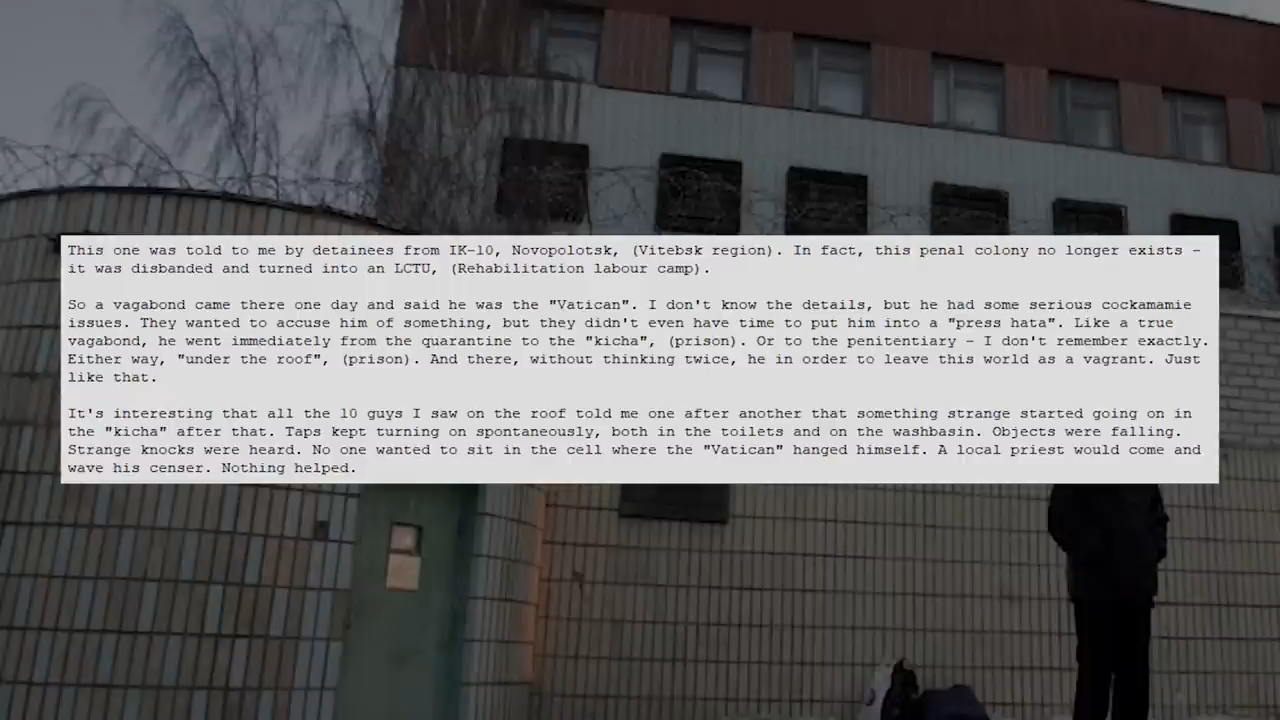 This one was told to me by detainees from IK-10, Novopolotsk, (Vitebsk region). In fact, this penal colony no longer exists -
it was disbanded and turned into an LCTU, (Rehabilitation labour camp).
So a vagabond came there one day and said he was the "Vatican". I don't know the details, but he had some serious cockamamie
issues. They wanted to accuse him of something, but they didn't even have time to put him into a "press hata". Like a true
vagabond, he went immediately from the quarantine to the "kicha", (prison). Or to the penitentiary - I don't remember exactly.
Either way, "under the roof", (prison). And there, without thinking twice, he in order to leave this world as a vagrant. Just
like that.
It's interesting that all the 10 guys I saw on the roof told me one after another that something strange started going on in
the "kicha" after that. Taps kept turning on spontaneously, both in the toilets and on the washbasin. Objects were falling.
Strange knocks were heard. No one wanted to sit in the cell where the "Vatican" hanged himself. A local priest would come and
wave his censer. Nothing helped.